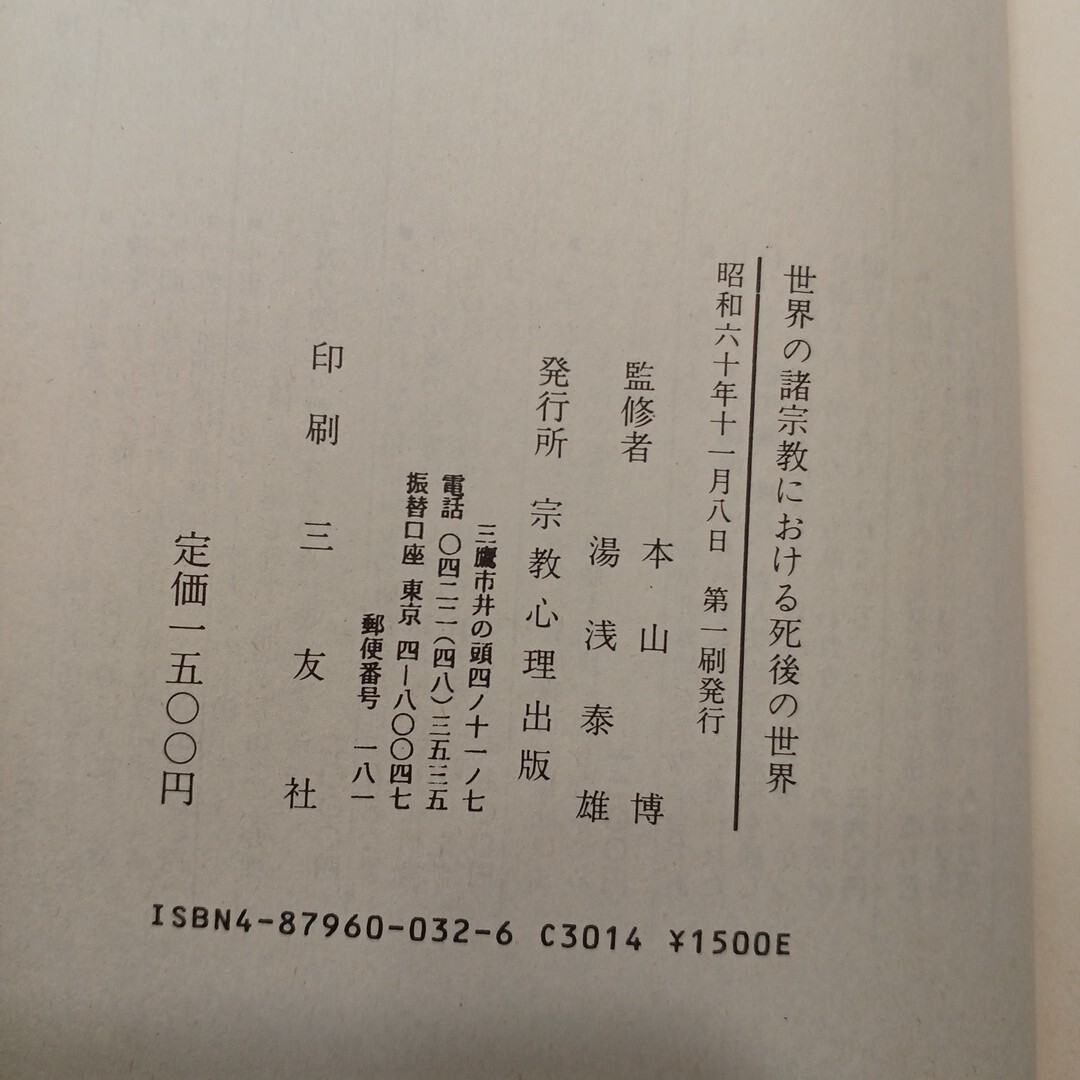 世界の諸宗教における死後の世界
昭和六十年十一月八日 第一刷発行
監修者 本山博
湯浅泰雄
発行所 宗教心理出版
三鷹市井の頭四ノ十一ノ七
電話 〇四二二(四八)三五三五
振替口座 東京 四―八〇〇四七
郵便番号 一八一
印刷 三友社
定価一五〇〇円
ISBN4-87960-032-6 C3014 ¥1500E